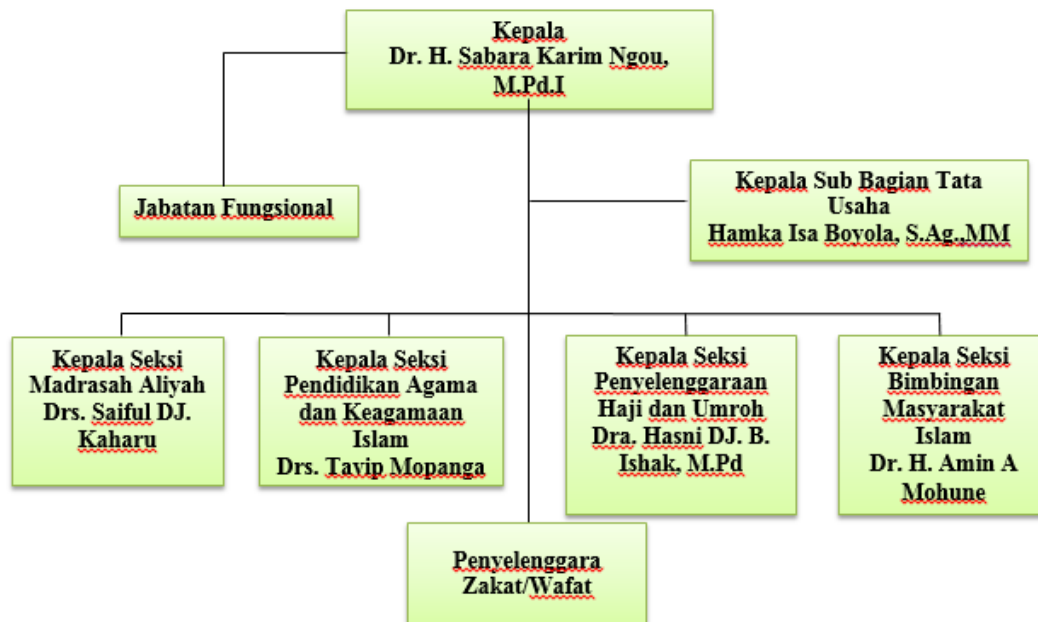 Kepala
Dr. H. Sabara Karim Ngou,
M.Pd.I
Jabatan Fungsional
Kepala Sub Bagian Tata
Usaha
Hamka Isa Boyola, S.Ag.,MM
Kepala Seksi
Madrasah Aliyah
Drs. Saiful DJ.
Kaharu
Kepala Seksi
Pendidikan Agama
dan Keagamaan
Islam
Drs. Tavip Mopanga
Kepala Seksi
Penyelenggaraan
Haji dan Umroh
Dra. Hasni DJ. B.
Ishak, M.Pd
Kepala Seksi
Bimbingan
Masyarakat
Islam
Dr. H. Amin A
Mohune
Penyelenggara
Zakat/Wafat